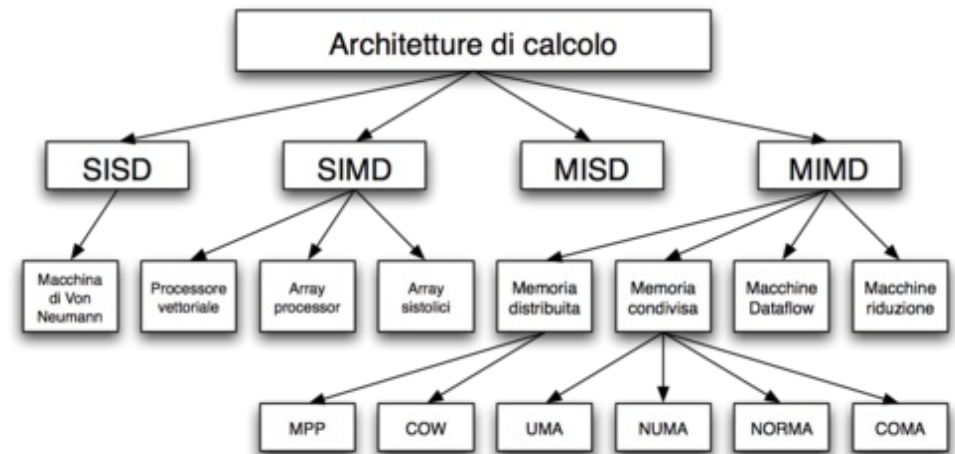 Architetture di calcolo
SISD
SIMD
MISD
MIMD
Macchina
di Von
Neumann
Processore
vettoriale
Array
processor
Array
sistolici
Memoria
distribuita
Memoria
condivisa
Macchine
Dataflow
Macchine
riduzione
MPP
COW
UMA
NUMA
NORMA
COMA